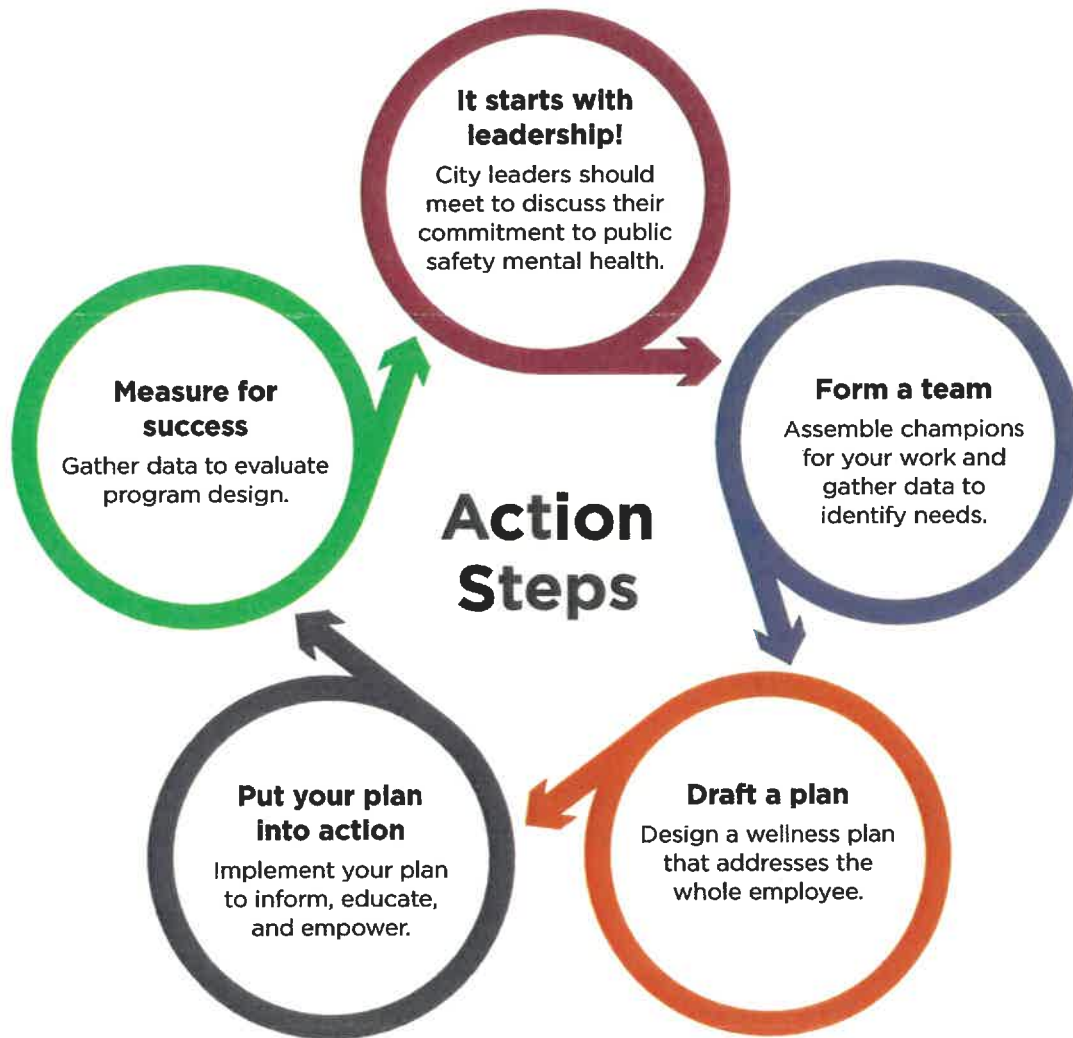 It starts with
leadership!
City leaders should
meet to discuss their
commitment to public
safety mental health.
Form a team
Assemble champions
for your work and
gather data to
identify needs.
Draft a plan
Design a wellness plan
that addresses the
whole employee.
Put your plan
into action
Implement your plan
to inform, educate,
and empower.
Measure for
success
Gather data to evaluate
program design.
Action
Steps